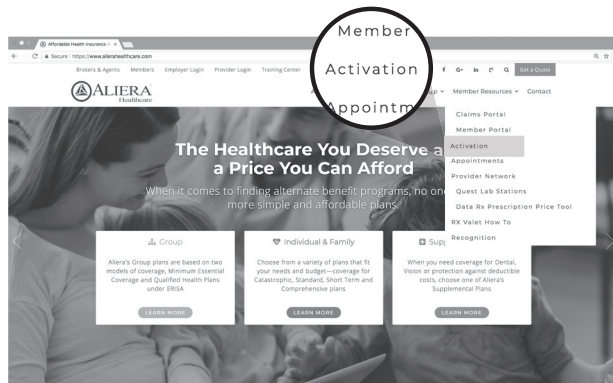 Affordable Health Insurance
Secure https://www.alierahealthcare.com
Brokers & Agents Members Employer Login Provider Login Training Center
f G+ in Get a Quote
ALIERA
Healthcare
Member Resources Contact
Member
Activation
Appointm
Claims Portal
Member Portal
Activation
Appointments
Provider Network
Quest Lab Stations
Data Rx Prescription Price Tool
RX Valet How To
Recognition
The Healthcare You Deserve
a Price You Can Afford
When it comes to finding alternate benefit programs, no one
more simple and affordable plans.
Group
Aliera's Group plans are based on two
models of coverage, Minimum Essential
Coverage and Qualified Health Plans
under ERISA
LEARN MORE
Individual & Family
Choose from a variety of plans that fit
your needs and budget—coverage for
Catastrophic, Standard, Short Term and
Comprehensive plans
LEARN MORE
When you need coverage for Dental,
Vision or protection against deductible
costs, choose one of Aliera's
Supplemental Plans
LEARN MORE